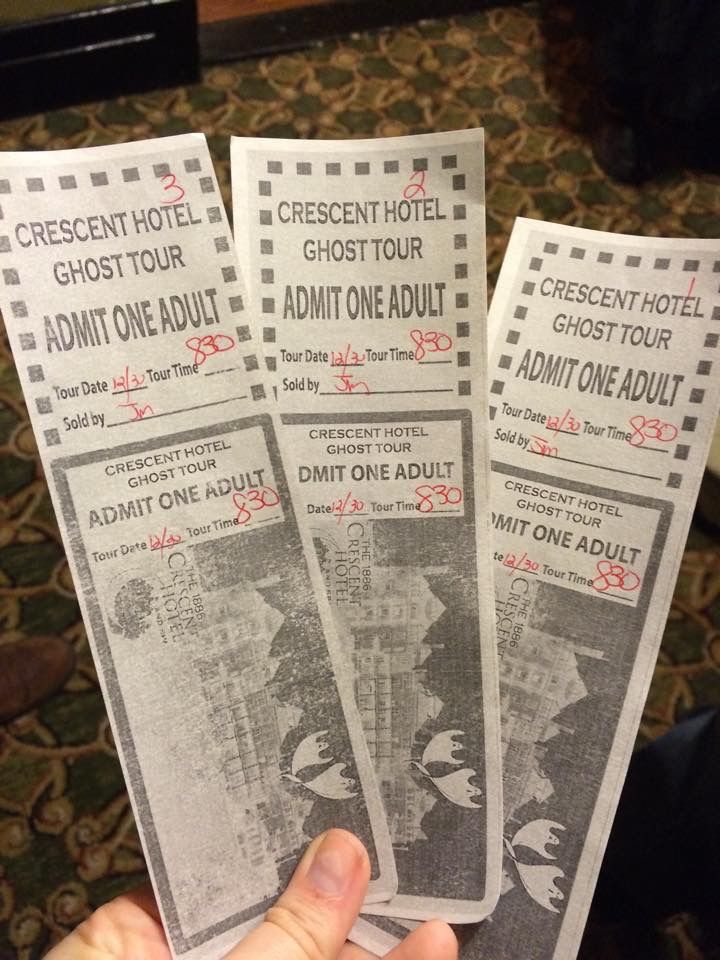 3
CRESCENT HOTEL
GHOST TOUR
ADMIT ONE ADULT
Tour Date 12/30 Tour Time 830
Sold by Jim
CRESCENT HOTEL
GHOST TOUR
ADMIT ONE ADULT
Tour Date 12/30 Tour Time 830
THE 1886
CRESCENT
HOTEL
2
CRESCENT HOTEL
GHOST TOUR
ADMIT ONE ADULT
Tour Date 12/30 Tour Time 830
Sold by Jim
CRESCENT HOTEL
GHOST TOUR
DMIT ONE ADULT
Date 12/30 Tour Time 830
THE 1886
CRESCENT
HOTEL
1
CRESCENT HOTEL
GHOST TOUR
ADMIT ONE ADULT
Tour Date 12/30 Tour Time 830
Sold by Jim
CRESCENT HOTEL
GHOST TOUR
DMIT ONE ADULT
te 12/30 Tour Time 830
THE 1886
CRESCENT